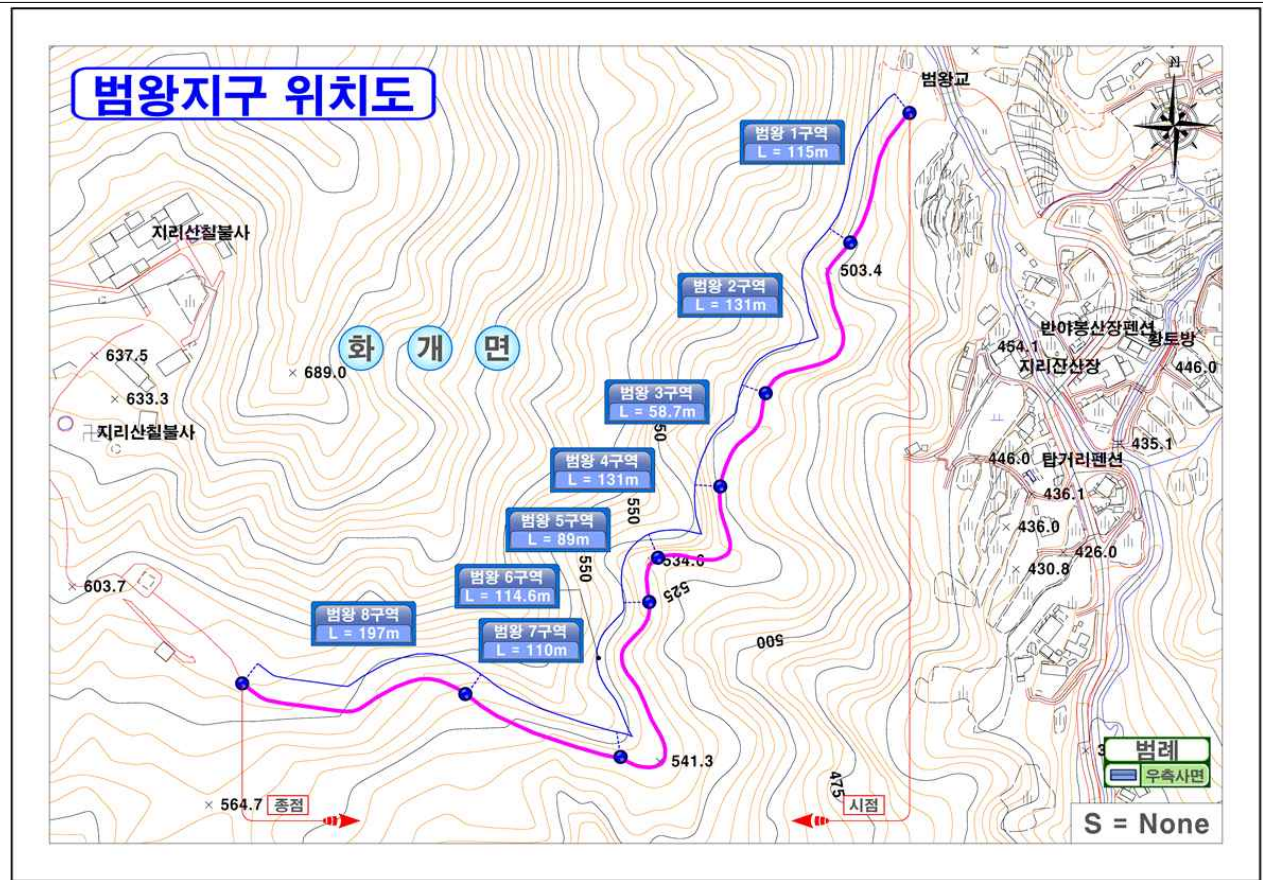 범왕지구 위치도
범왕교
N
범왕 1구역
L = 115m
지리산칠불사
503.4
범왕 2구역
L = 131m
화 개 면
반야봉산장펜션
황토방
454.1
지리산산장
446.0
637.5
689.0
633.3
범왕 3구역
L = 58.7m
50
지리산칠불사
435.1
446.0
탑거리펜션
범왕 4구역
L = 131m
436.1
550
범왕 5구역
L = 89m
436.0
426.0
430.8
550
534.6
범왕 6구역
L = 114.6m
603.7
525
범왕 8구역
L = 197m
범왕 7구역
L = 110m
500
541.3
범례
우측사면
475
564.7
종점
시점
S = None